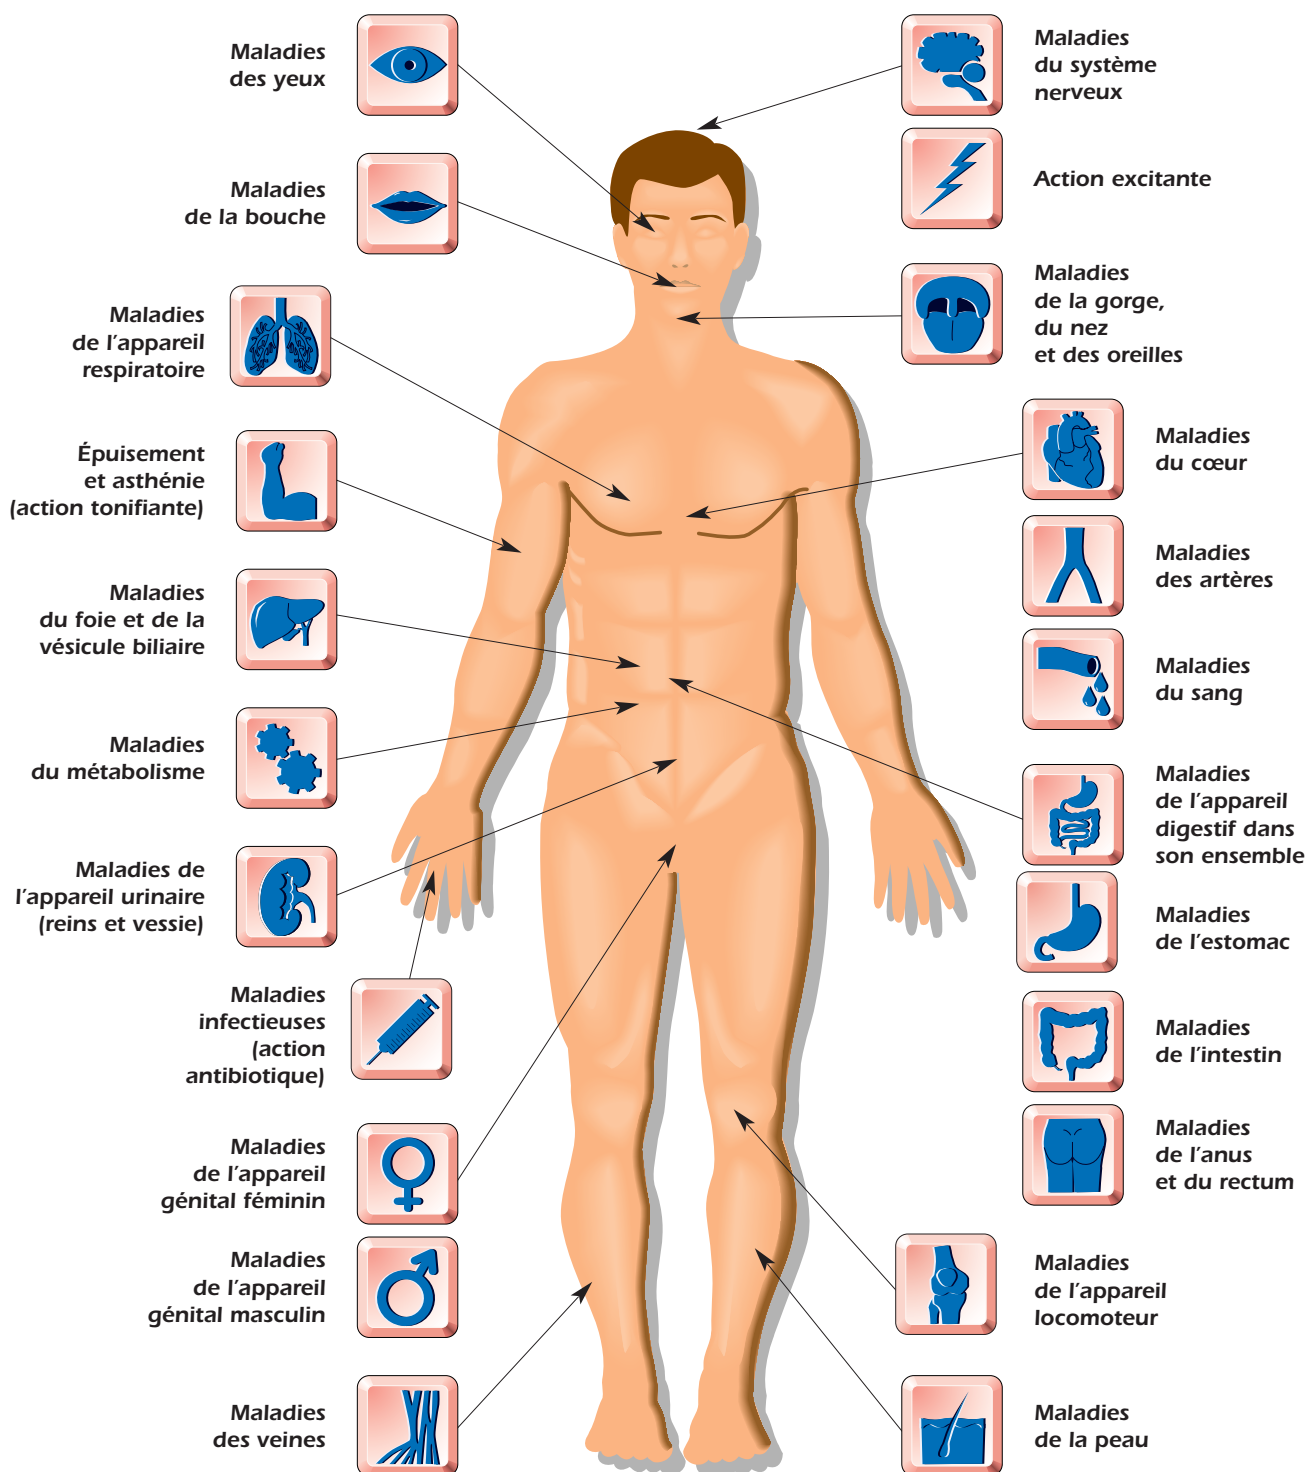 Maladies
des yeux
Maladies
de la bouche
Maladies
de l'appareil
respiratoire
Épuisement
et asthénie
(action tonifiante)
Maladies
du foie et de la
vésicule biliaire
Maladies
du métabolisme
Maladies de
l'appareil urinaire
(reins et vessie)
Maladies
infectieuses
(action
antibiotique)
Maladies
de l'appareil
génital féminin
Maladies
de l'appareil
génital masculin
Maladies
des veines
Maladies
du système
nerveux
Action excitante
Maladies
de la gorge,
du nez
et des oreilles
Maladies
du cœur
Maladies
des artères
Maladies
du sang
Maladies
de l'appareil
digestif dans
son ensemble
Maladies
de l'estomac
Maladies
de l'intestin
Maladies
de l'anus
et du rectum
Maladies
de l'appareil
locomoteur
Maladies
de la peau